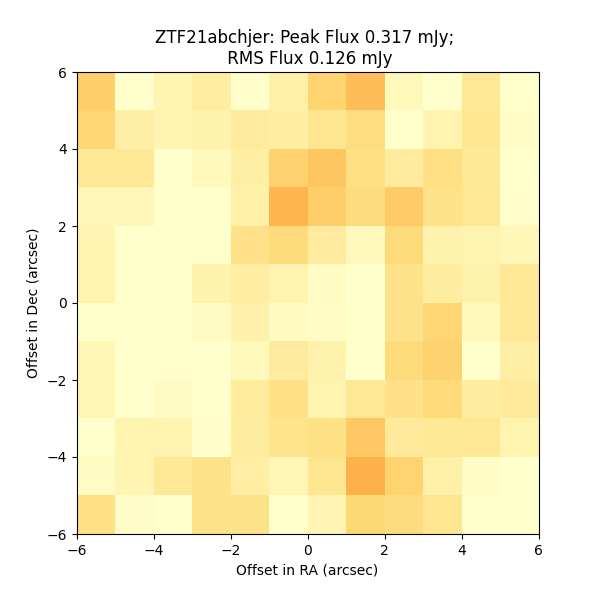 ZTF21abchjer: Peak Flux 0.317 mJy;
RMS Flux 0.126 mJy
6
4
2
0
−2
−4
−6
Offset in Dec (arcsec)
−6 −4 −2 0 2 4 6
Offset in RA (arcsec)